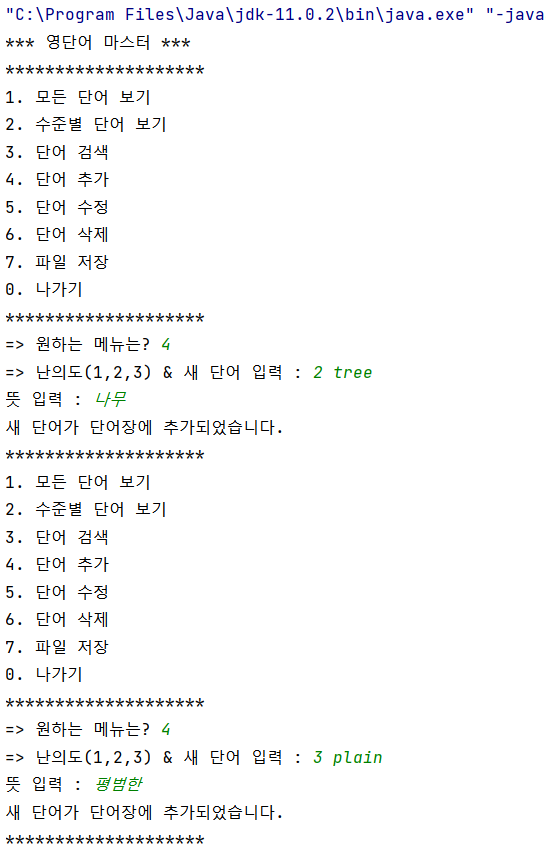 "C:\Program Files\Java\jdk-11.0.2\bin\java.exe" "-java
*** 영단어 마스터 ***
********************
1. 모든 단어 보기
2. 수준별 단어 보기
3. 단어 검색
4. 단어 추가
5. 단어 수정
6. 단어 삭제
7. 파일 저장
0. 나가기
********************
=> 원하는 메뉴는? 4
=> 난의도(1,2,3) & 새 단어 입력 : 2 tree
뜻 입력 : 나무
새 단어가 단어장에 추가되었습니다.
********************
1. 모든 단어 보기
2. 수준별 단어 보기
3. 단어 검색
4. 단어 추가
5. 단어 수정
6. 단어 삭제
7. 파일 저장
0. 나가기
********************
=> 원하는 메뉴는? 4
=> 난의도(1,2,3) & 새 단어 입력 : 3 plain
뜻 입력 : 평범한
새 단어가 단어장에 추가되었습니다.
********************